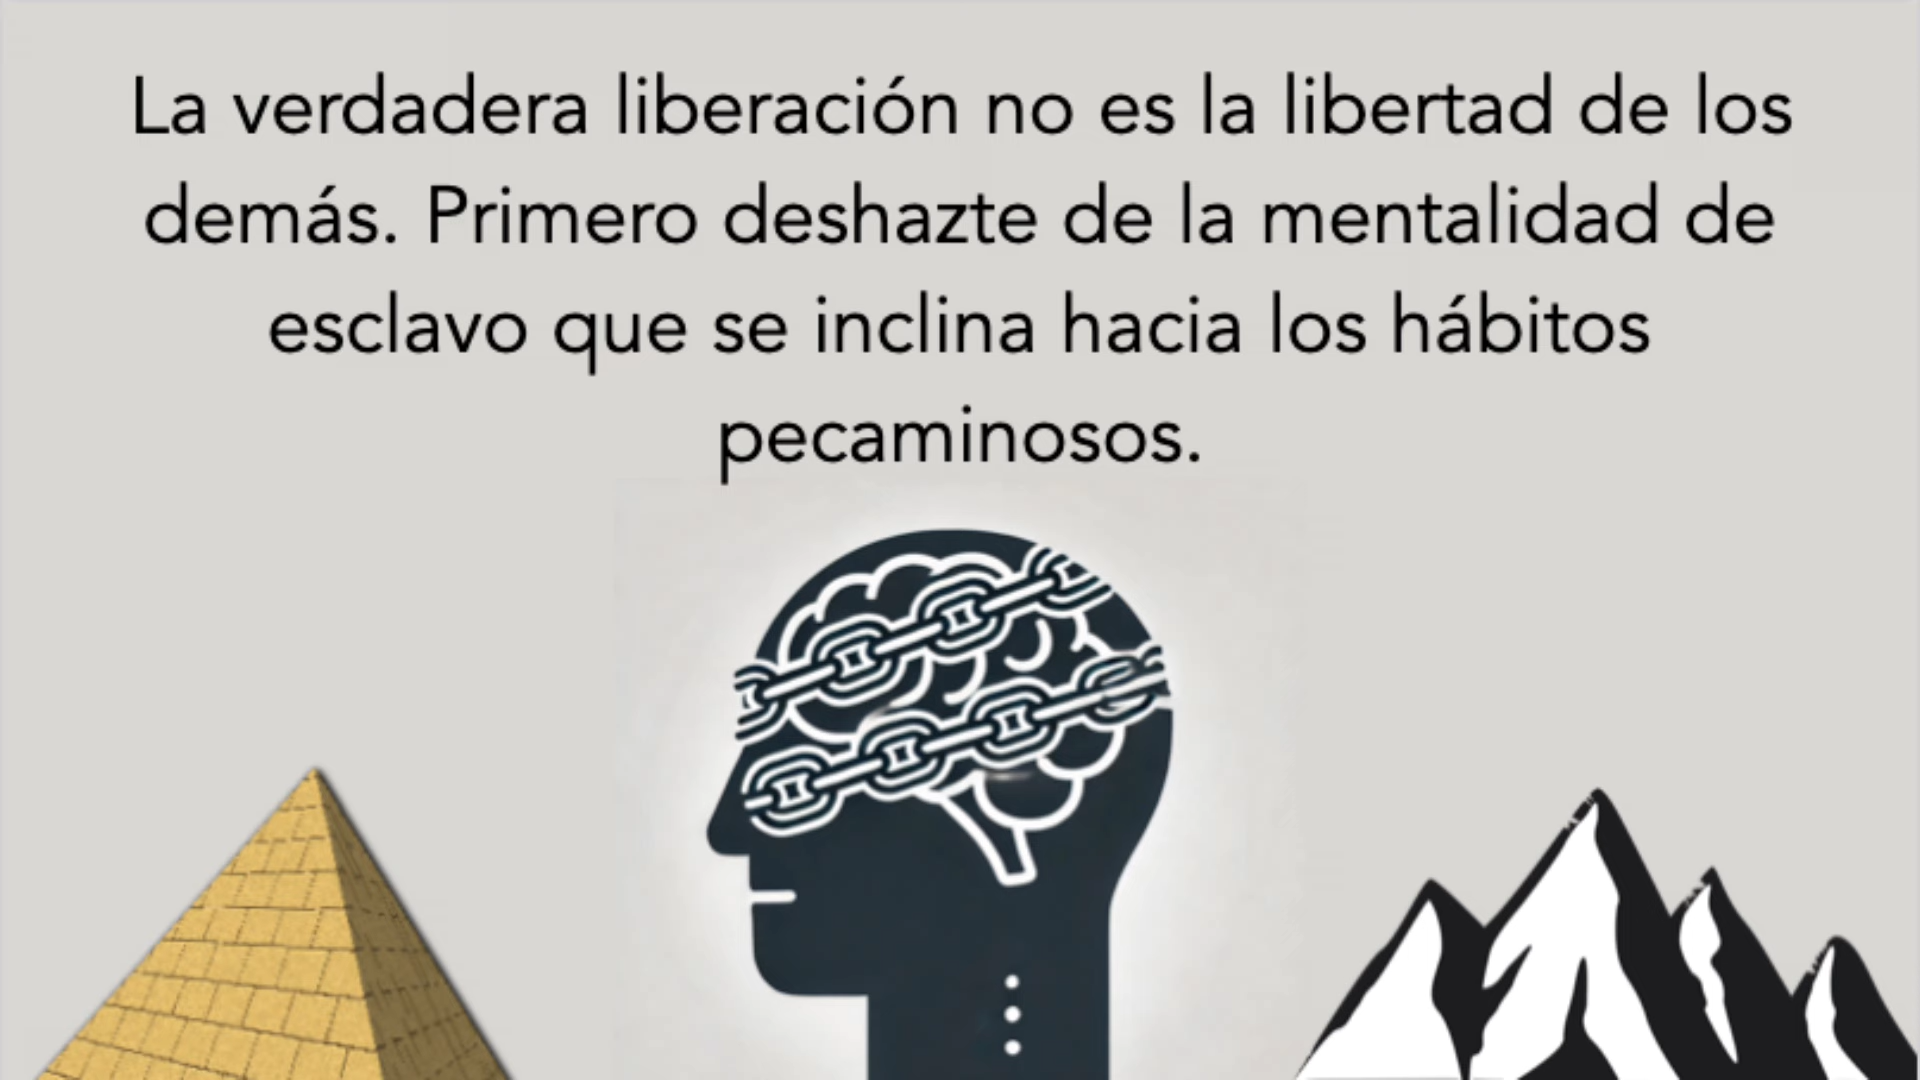 La verdadera liberación no es la libertad de los
demás. Primero deshazte de la mentalidad de
esclavo que se inclina hacia los hábitos
pecaminosos.